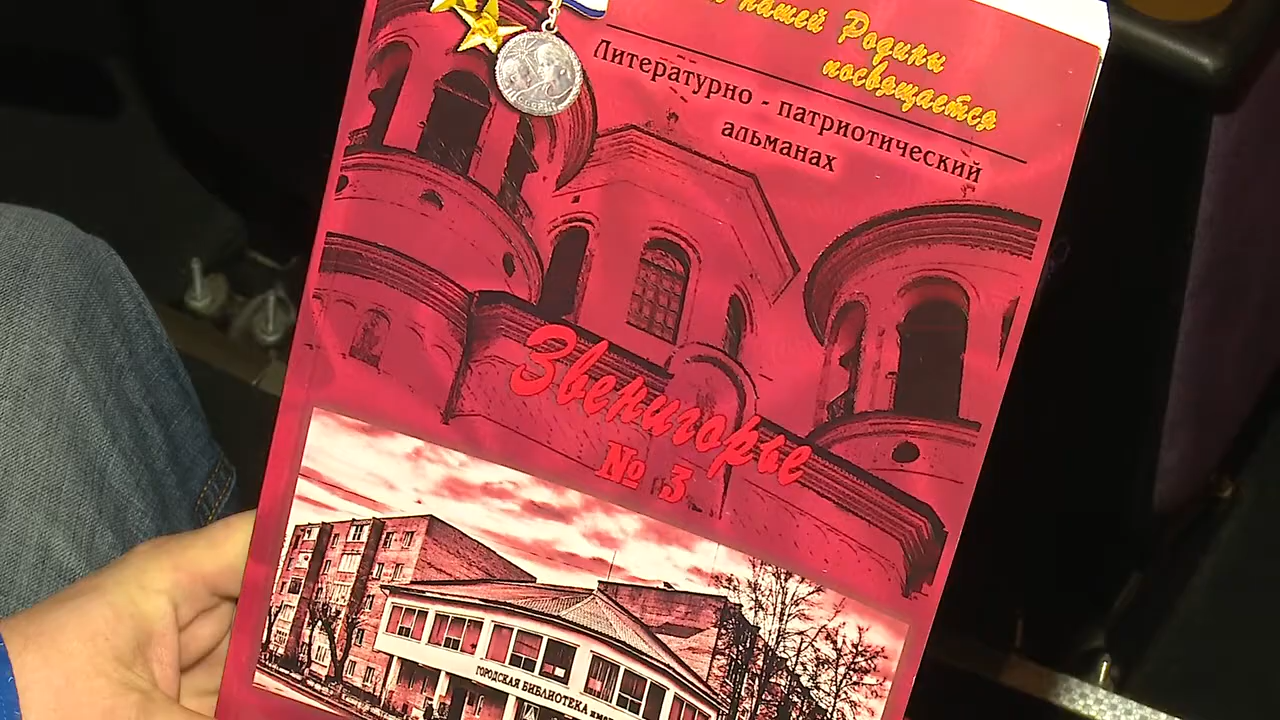 нашей Родины
посвящается
Литературно - патриотический
альманах
Звенигорье
№ 3
ГОРОДСКАЯ БИБЛИОТЕКА